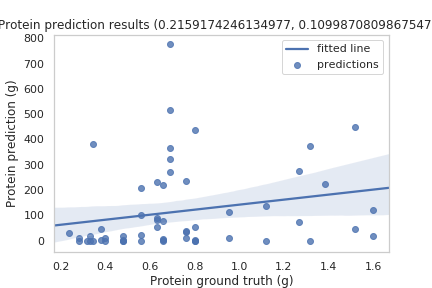 Protein prediction results (0.2159174246134977, 0.1099870809867547
fitted line
predictions
Protein prediction (g)
800
700
600
500
400
300
200
100
0
0.2 0.4 0.6 0.8 1.0 1.2 1.4 1.6
Protein ground truth (g)